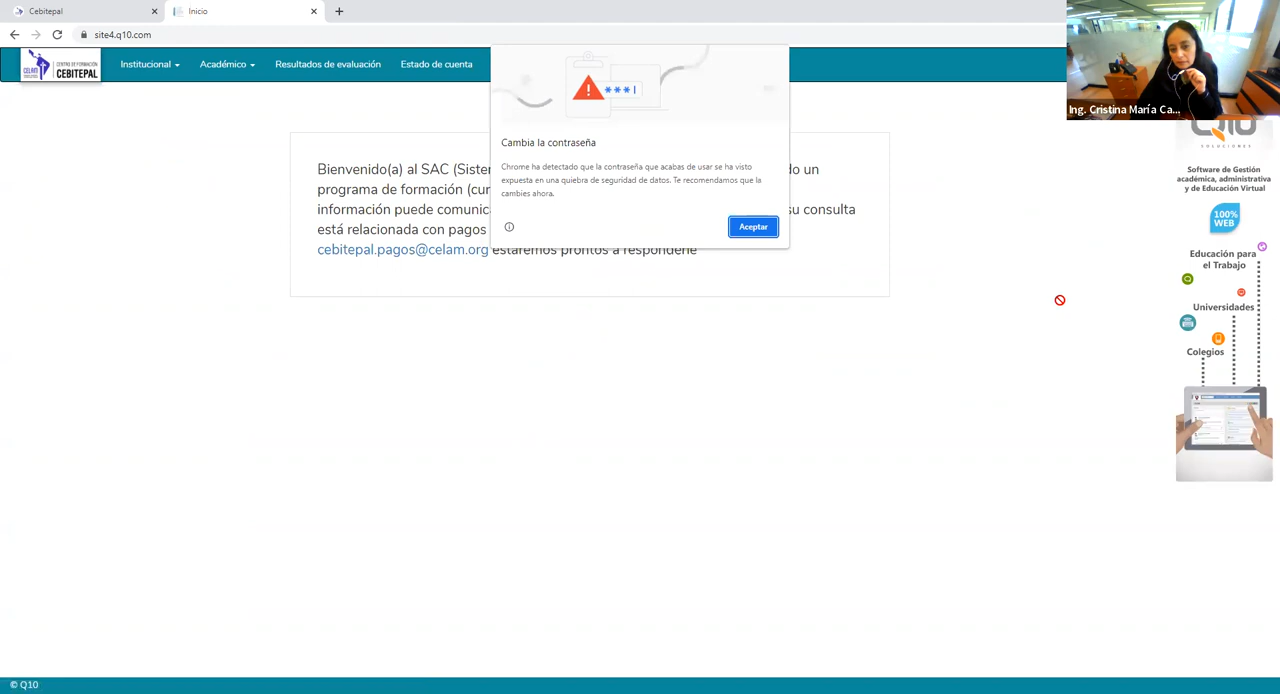 Cebitepal
Inicio
site4.q10.com
CELAM
CENTRO DE FORMACIÓN
CEBITEPAL
Institucional
Académico
Resultados de evaluación
Estado de cuenta
***|
Cambia la contraseña
Chrome ha detectado que la contraseña que acabas de usar se ha visto
expuesta en una quiebra de seguridad de datos. Te recomendamos que la
cambies ahora.
Aceptar
Bienvenido(a) al SAC (Sister do un
programa de formación (cur
información puede comunica su consulta
está relacionada con pagos
cebitepal.pagos@celam.org estaremos prontos a responderle
Ing. Cristina María Ca...
Q10
SOLUCIONES
Software de Gestión
académica, administrativa
y de Educación Virtual
100%
WEB
Educación para
el Trabajo
Universidades
Colegios
© Q10